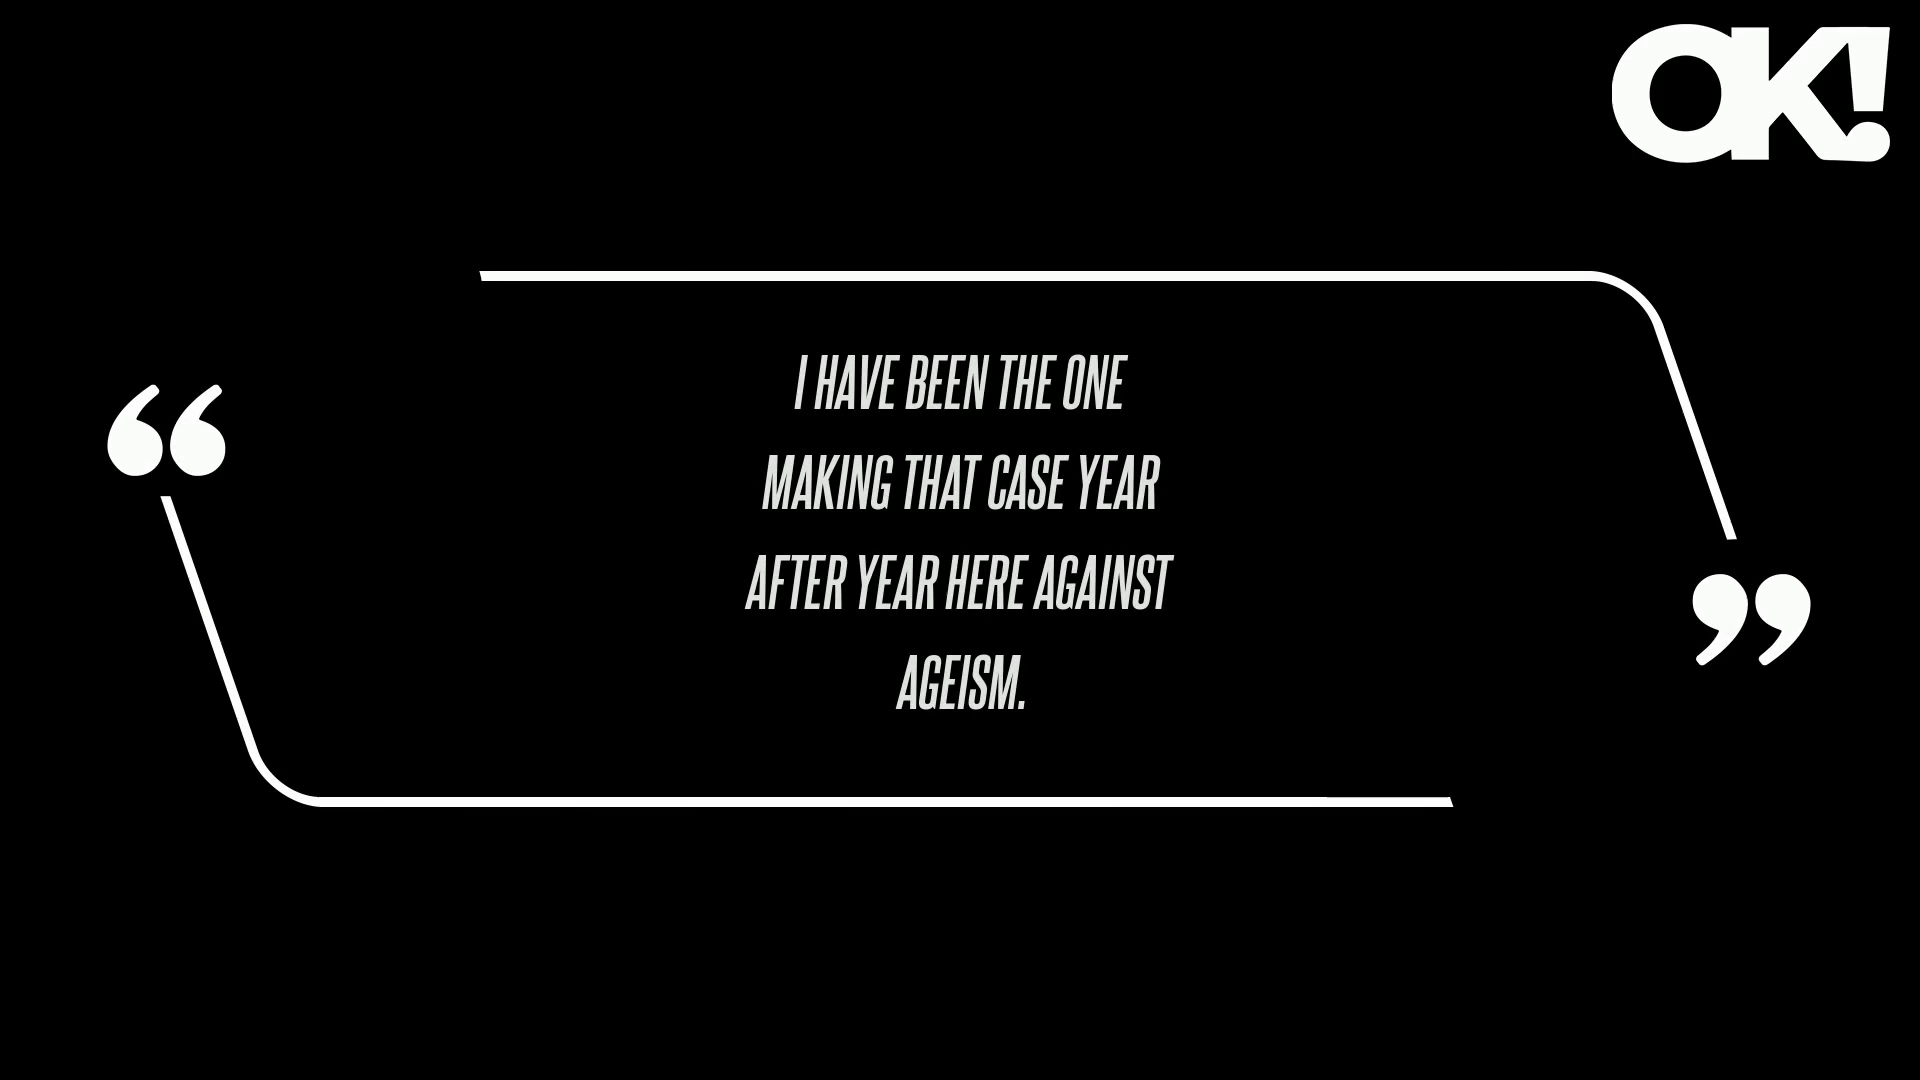 OK!
“
I HAVE BEEN THE ONE
MAKING THAT CASE YEAR
AFTER YEAR HERE AGAINST
AGEISM.
”